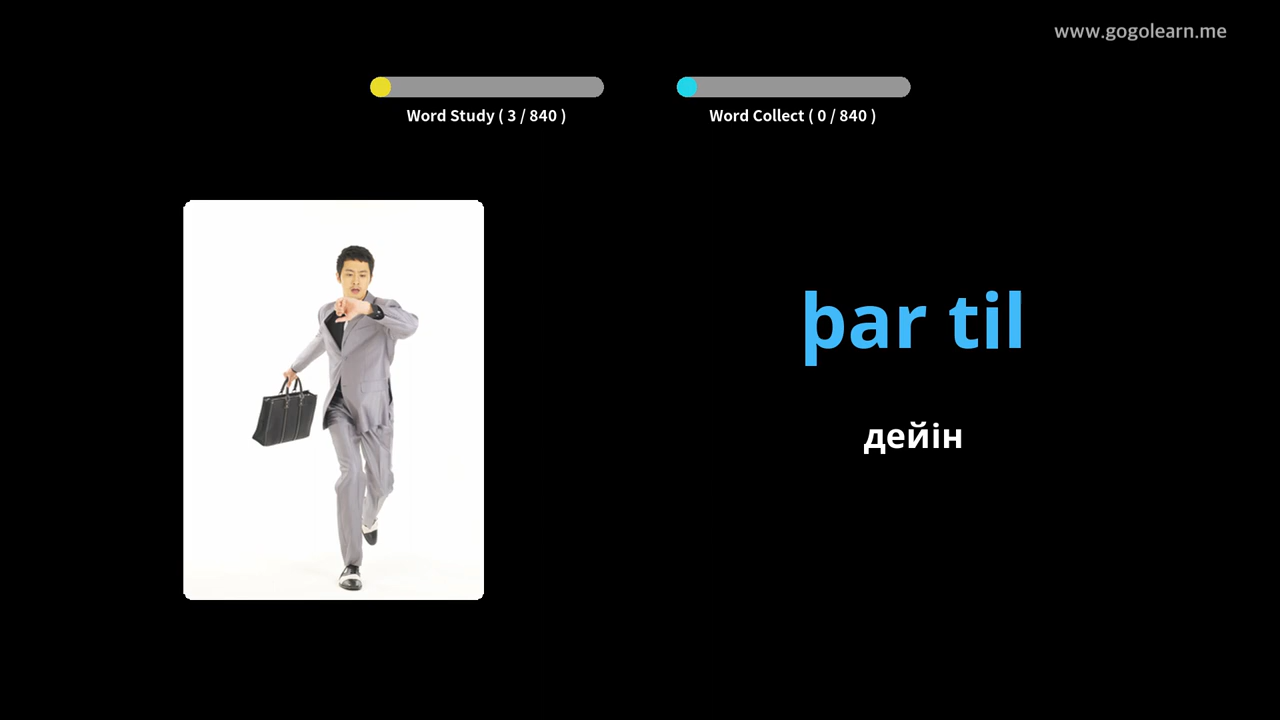 www.gogolearn.me
Word Study ( 3 / 840 )
Word Collect ( 0 / 840 )
þar til
дейін